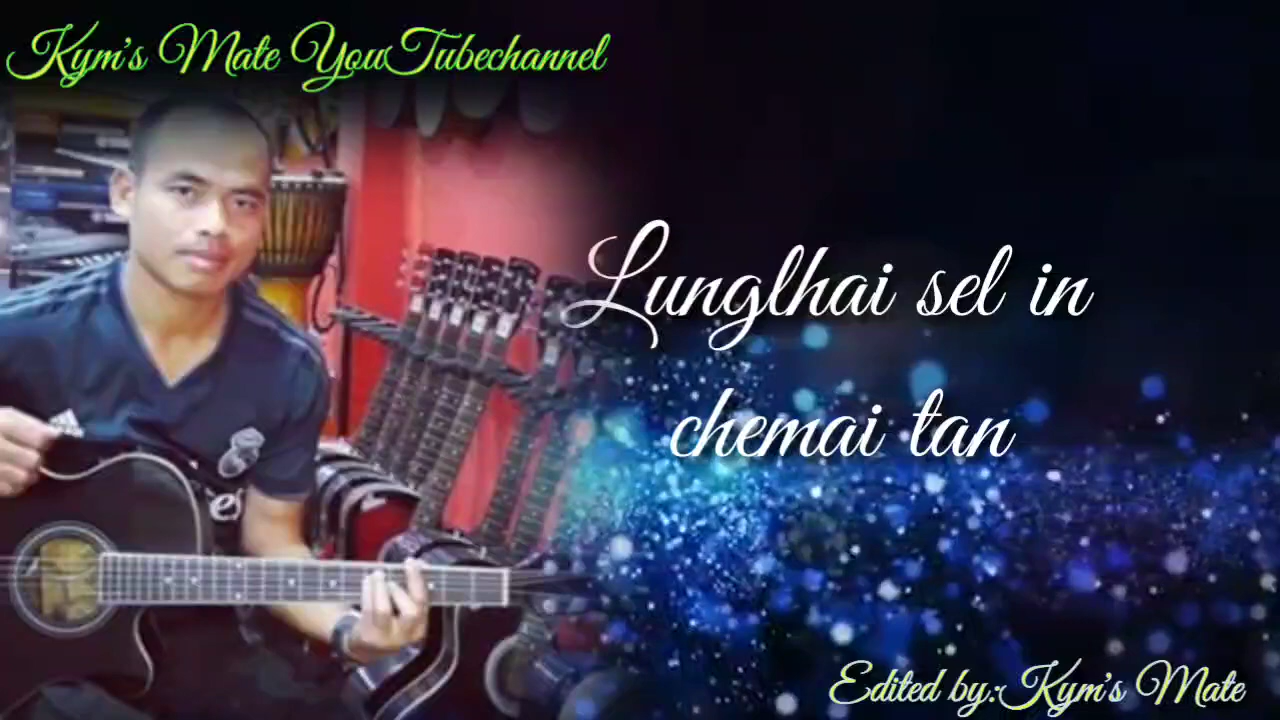 Kym's Mate YouTubechannel
Lunglhai sel in
chemai tan
Edited by:Kym's Mate